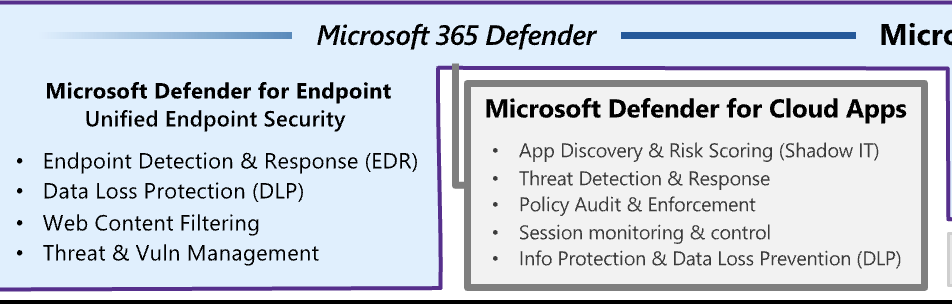 Microsoft 365 Defender
Micro
Microsoft Defender for Endpoint
Unified Endpoint Security
• Endpoint Detection & Response (EDR)
• Data Loss Protection (DLP)
• Web Content Filtering
• Threat & Vuln Management
Microsoft Defender for Cloud Apps
• App Discovery & Risk Scoring (Shadow IT)
• Threat Detection & Response
• Policy Audit & Enforcement
• Session monitoring & control
• Info Protection & Data Loss Prevention (DLP)